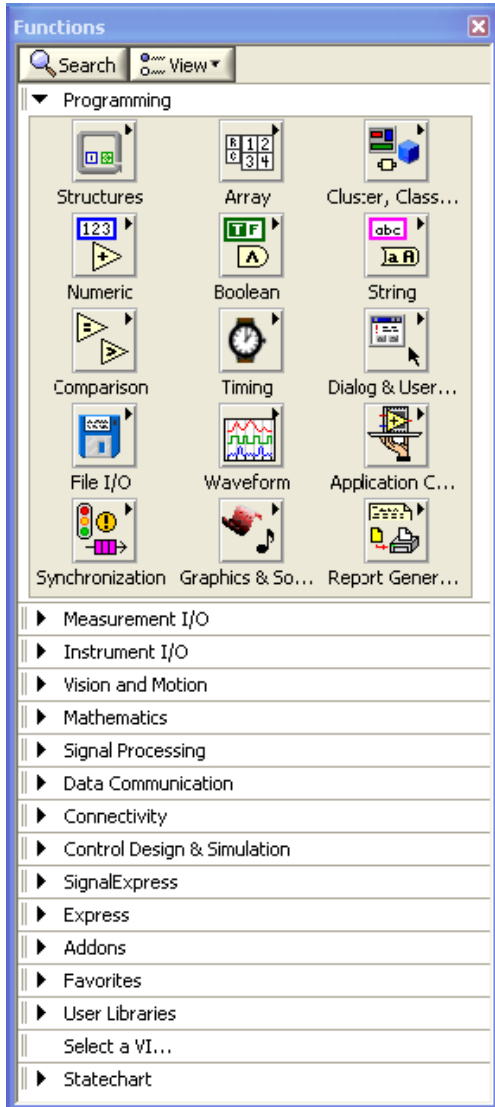 Functions
Search View
Programming
Structures Array Cluster, Class...
Numeric Boolean String
Comparison Timing Dialog & User...
File I/O Waveform Application C...
Synchronization Graphics & So... Report Gener...
Measurement I/O
Instrument I/O
Vision and Motion
Mathematics
Signal Processing
Data Communication
Connectivity
Control Design & Simulation
SignalExpress
Express
Addons
Favorites
User Libraries
Select a VI...
Statechart